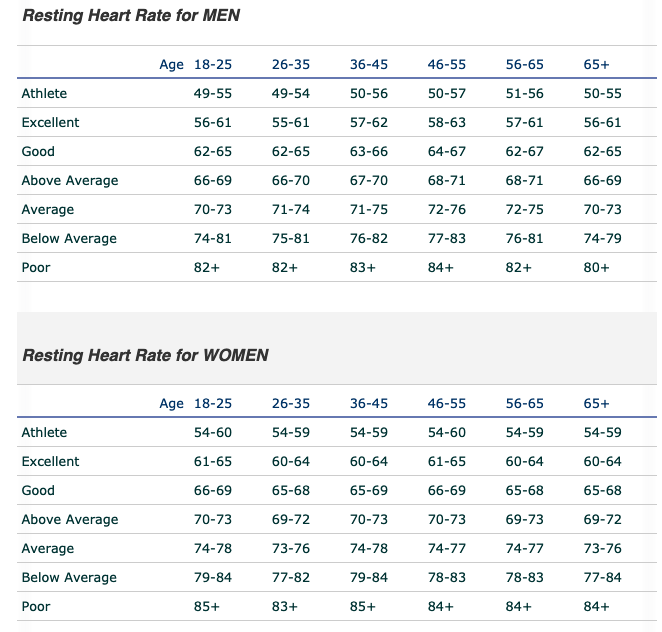 Resting Heart Rate for MEN
Age 18-25 26-35 36-45 46-55 56-65 65+
Athlete 49-55 49-54 50-56 50-57 51-56 50-55
Excellent 56-61 55-61 57-62 58-63 57-61 56-61
Good 62-65 62-65 63-66 64-67 62-67 62-65
Above Average 66-69 66-70 67-70 68-71 68-71 66-69
Average 70-73 71-74 71-75 72-76 72-75 70-73
Below Average 74-81 75-81 76-82 77-83 76-81 74-79
Poor 82+ 82+ 83+ 84+ 82+ 80+
Resting Heart Rate for WOMEN
Age 18-25 26-35 36-45 46-55 56-65 65+
Athlete 54-60 54-59 54-59 54-60 54-59 54-59
Excellent 61-65 60-64 60-64 61-65 60-64 60-64
Good 66-69 65-68 65-69 66-69 65-68 65-68
Above Average 70-73 69-72 70-73 70-73 69-73 69-72
Average 74-78 73-76 74-78 74-77 74-77 73-76
Below Average 79-84 77-82 79-84 78-83 78-83 77-84
Poor 85+ 83+ 85+ 84+ 84+ 84+